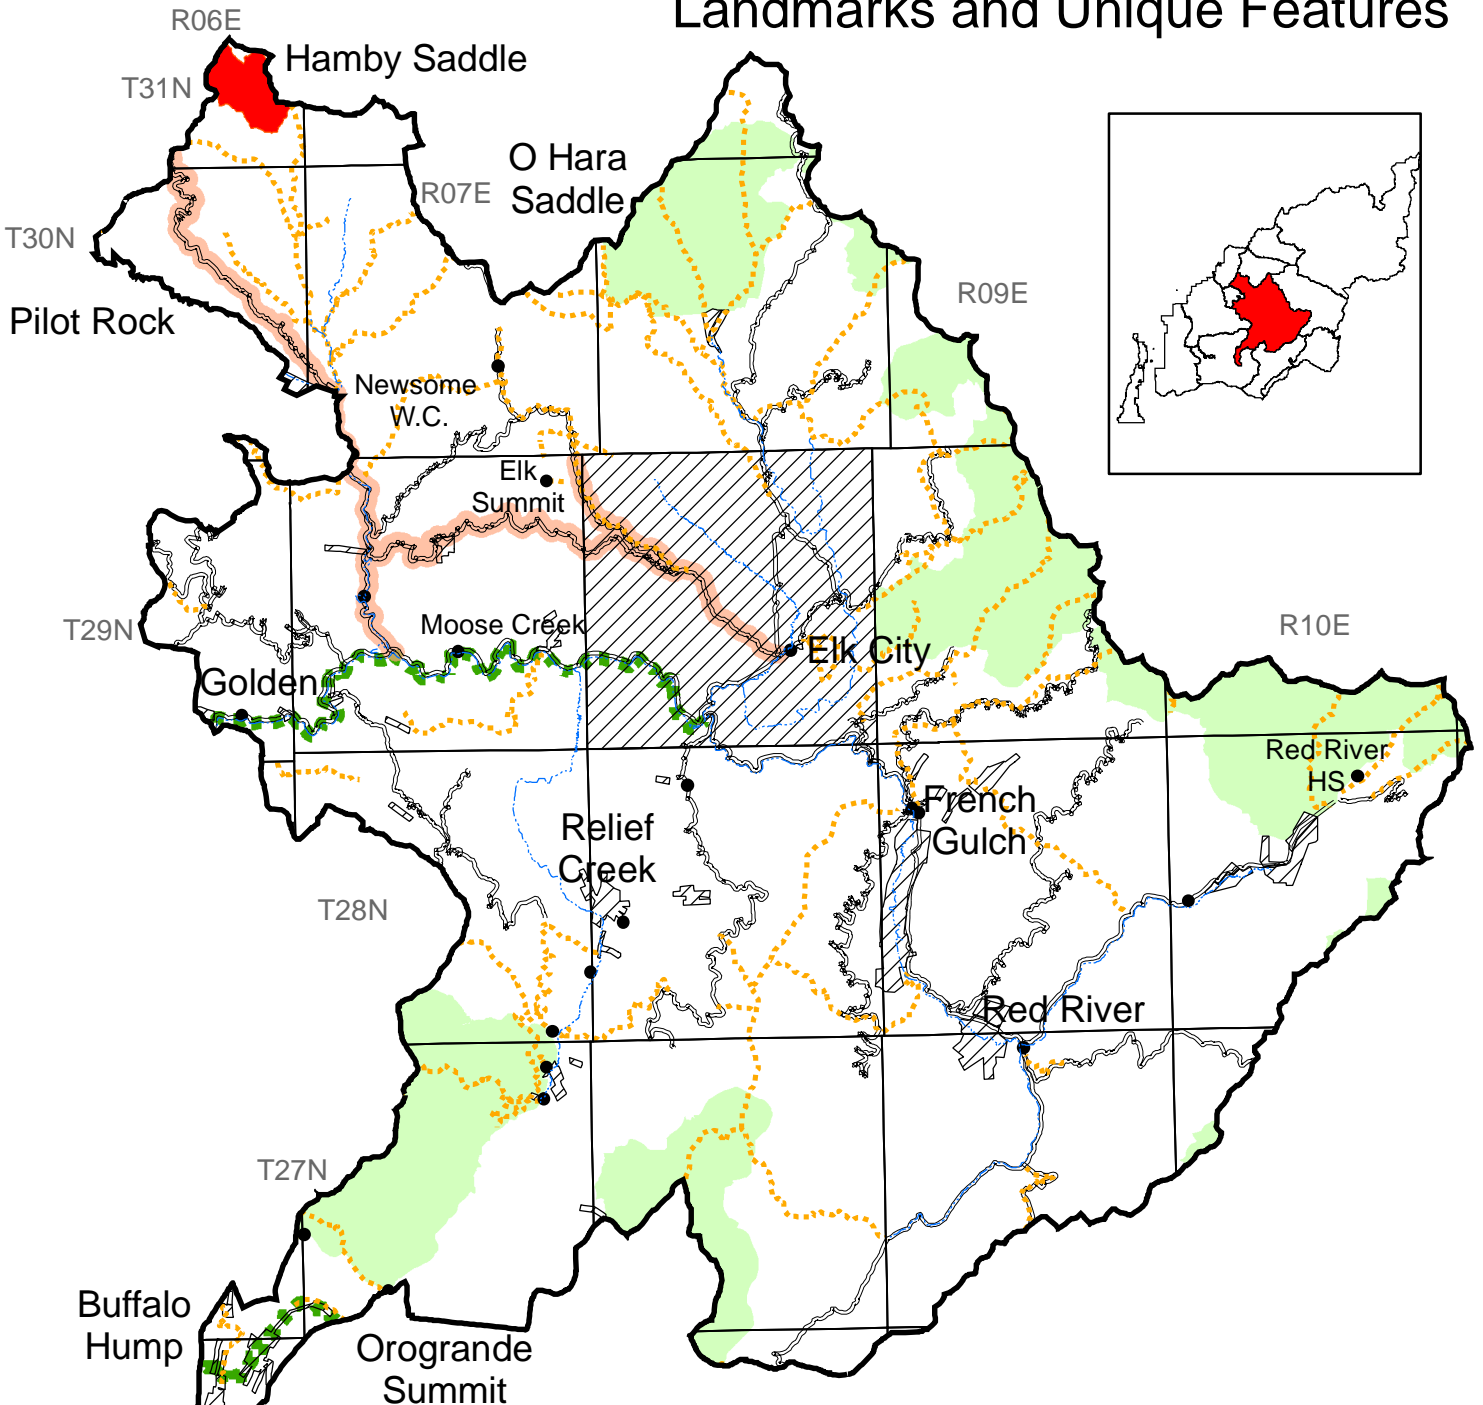 Landmarks and Unique Features
R06E
Hamby Saddle
T31N
O Hara
Saddle
R07E
T30N
R09E
Pilot Rock
Newsome
W.C.
Elk
Summit
T29N
Moose Creek
Elk City
R10E
Golden
Red River
HS
French
Gulch
Relief
Creek
T28N
Red River
T27N
Buffalo
Hump
Orogrande
Summit